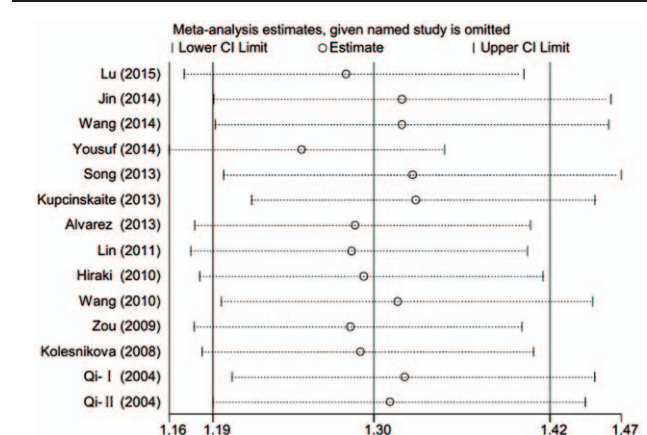 Meta-analysis estimates, given named study is omitted
| Lower CI Limit ○ Estimate | Upper CI Limit
Lu (2015)
Jin (2014)
Wang (2014)
Yousuf (2014)
Song (2013)
Kupcinskaite (2013)
Alvarez (2013)
Lin (2011)
Hiraki (2010)
Wang (2010)
Zou (2009)
Kolesnikova (2008)
Qi-Ⅰ (2004)
Qi-Ⅱ (2004)
1.16 1.19 1.30 1.42 1.47